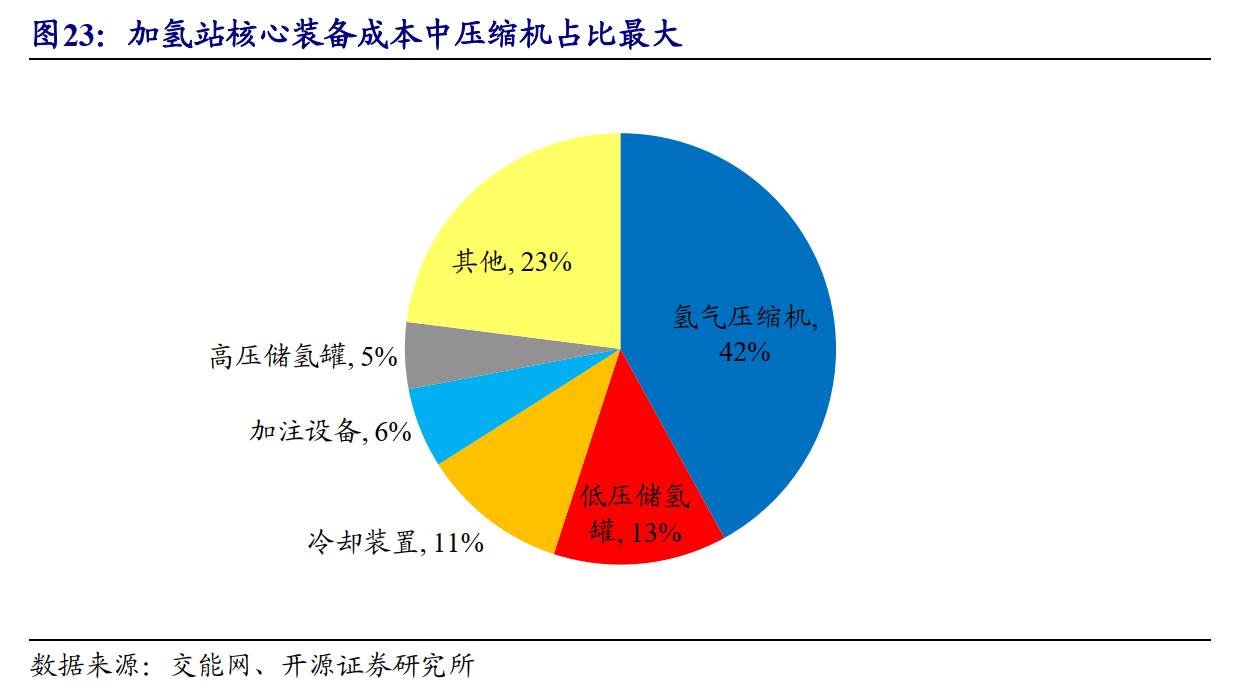 图23：加氢站核心装备成本中压缩机占比最大
其他, 23%
氢气压缩机,
42%
高压储氢罐, 5%
加注设备, 6%
低压储氢
罐, 13%
冷却装置, 11%
数据来源：交能网、开源证券研究所